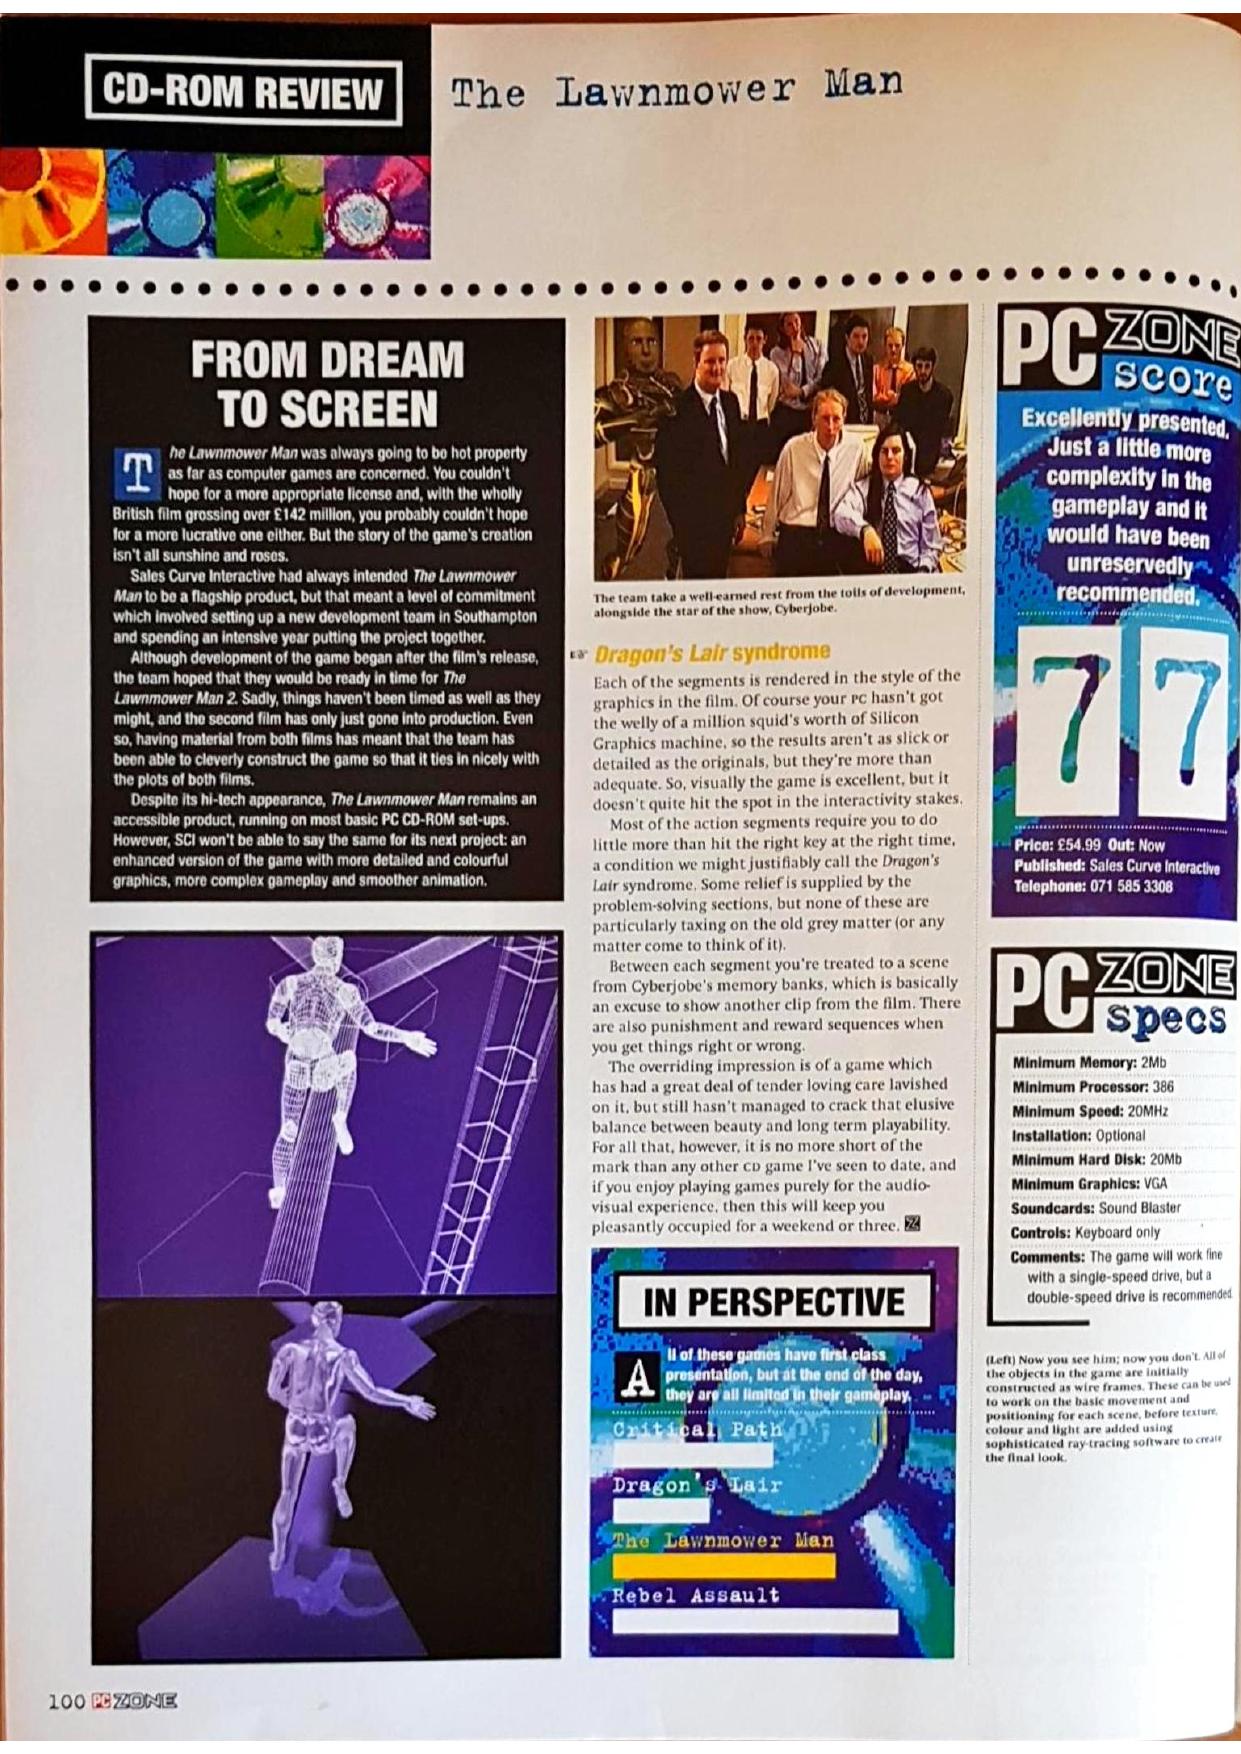 CD-ROM REVIEW
The Lawnmower Man
FROM DREAM
TO SCREEN
The Lawnmower Man was always going to be hot property
as far as computer games are concerned. You couldn't
hope for a more appropriate license and, with the wholly
British film grossing over £142 million, you probably couldn't hope
for a more lucrative one either. But the story of the game's creation
isn't all sunshine and roses.
Sales Curve Interactive had always intended The Lawnmower
Man to be a flagship product, but that meant a level of commitment
which involved setting up a new development team in Southampton
and spending an intensive year putting the project together.
Although development of the game began after the film's release,
the team hoped that they would be ready in time for The
Lawnmower Man 2. Sadly, things haven't been timed as well as they
might, and the second film has only just gone into production. Even
so, having material from both films has meant that the team has
been able to cleverly construct the game so that it ties in nicely with
the plots of both films.
Despite its hi-tech appearance, The Lawnmower Man remains an
accessible product, running on most basic PC CD-ROM set-ups.
However, SCI won't be able to say the same for its next project: an
enhanced version of the game with more detailed and colourful
graphics, more complex gameplay and smoother animation.
The team take a well-earned rest from the toils of development,
alongside the star of the show, Cyberjobe.
Dragon's Lair syndrome
Each of the segments is rendered in the style of the
graphics in the film. Of course your PC hasn't got
the welly of a million squid's worth of Silicon
Graphics machine, so the results aren't as slick or
detailed as the originals, but they're more than
adequate. So, visually the game is excellent, but it
doesn't quite hit the spot in the interactivity stakes.
Most of the action segments require you to do
little more than hit the right key at the right time,
a condition we might justifiably call the Dragon's
Lair syndrome. Some relief is supplied by the
problem-solving sections, but none of these are
particularly taxing on the old grey matter (or any
matter come to think of it).
Between each segment you're treated to a scene
from Cyberjobe's memory banks, which is basically
an excuse to show another clip from the film. There
are also punishment and reward sequences when
you get things right or wrong.
The overriding impression is of a game which
has had a great deal of tender loving care lavished
on it, but still hasn't managed to crack that elusive
balance between beauty and long term playability.
For all that, however, it is no more short of the
mark than any other CD game I've seen to date, and
if you enjoy playing games purely for the audio-
visual experience, then this will keep you
pleasantly occupied for a weekend or three. Z
IN PERSPECTIVE
All of these games have first class
presentation, but at the end of the day,
they are all limited in their gameplay.
Critical Path
Dragon's Lair
The Lawnmower Man
Rebel Assault
PC ZONE
score
Excellently presented.
Just a little more
complexity in the
gameplay and it
would have been
unreservedly
recommended.
77
Price: £54.99 Out: Now
Published: Sales Curve Interactive
Telephone: 071 585 3308
PC ZONE
specs
Minimum Memory: 2Mb
Minimum Processor: 386
Minimum Speed: 20MHz
Installation: Optional
Minimum Hard Disk: 20Mb
Minimum Graphics: VGA
Soundcards: Sound Blaster
Controls: Keyboard only
Comments: The game will work fine
with a single-speed drive, but a
double-speed drive is recommended
(Left) Now you see him; now you don't. All of
the objects in the game are initially
constructed as wire frames. These can be used
to work on the basic movement and
positioning for each scene, before texture,
colour and light are added using
sophisticated ray-tracing software to create
the final look.
100 PC ZONE